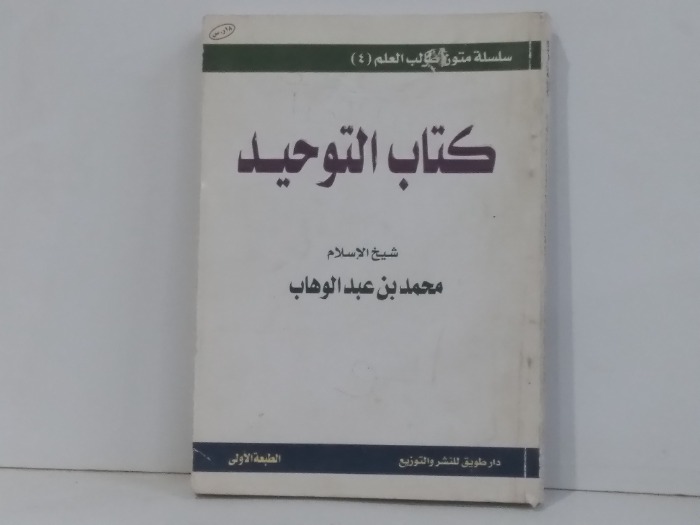 سلسلة متون طالب العلم (٤)
كتاب التوحيد
شيخ الإسلام
محمد بن عبد الوهاب
دار طويق للنشر والتوزيع
الطبعة الأولى